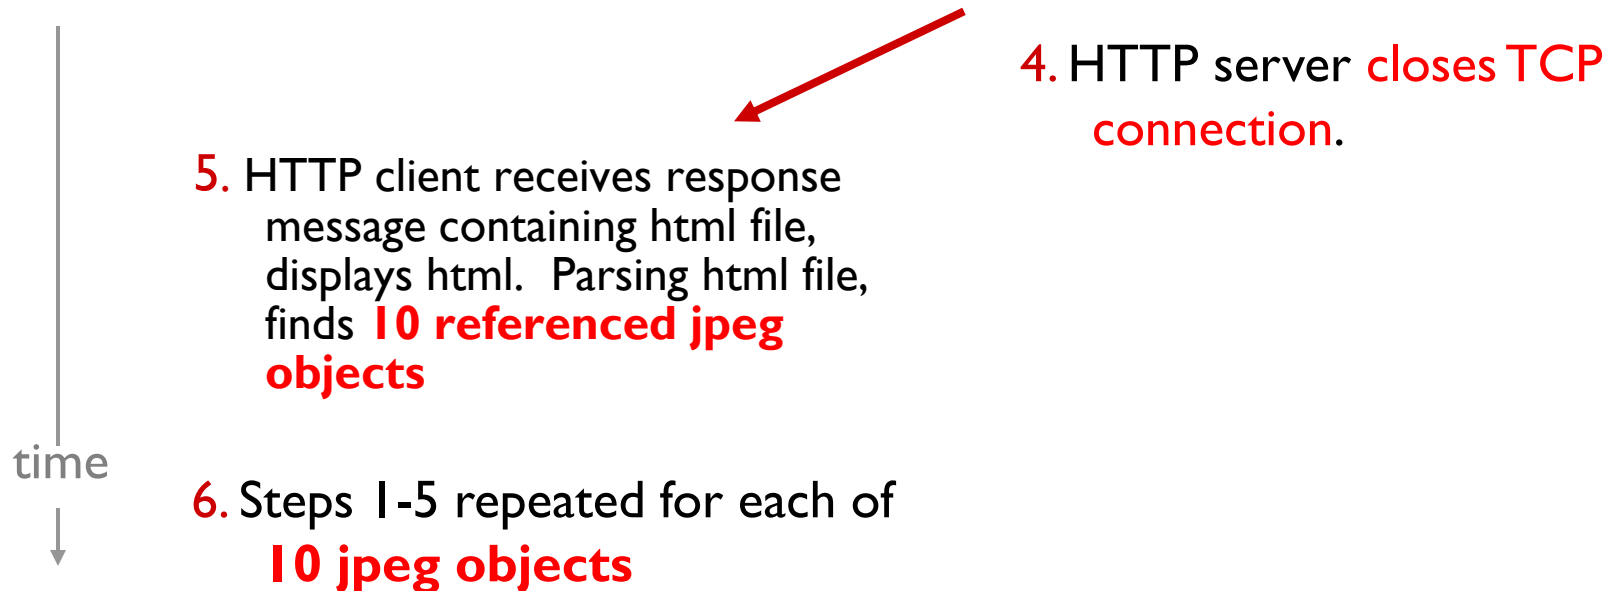 4. HTTP server closes TCP
connection.
5. HTTP client receives response
message containing html file,
displays html. Parsing html file,
finds 10 referenced jpeg
objects
time
6. Steps 1-5 repeated for each of
10 jpeg objects